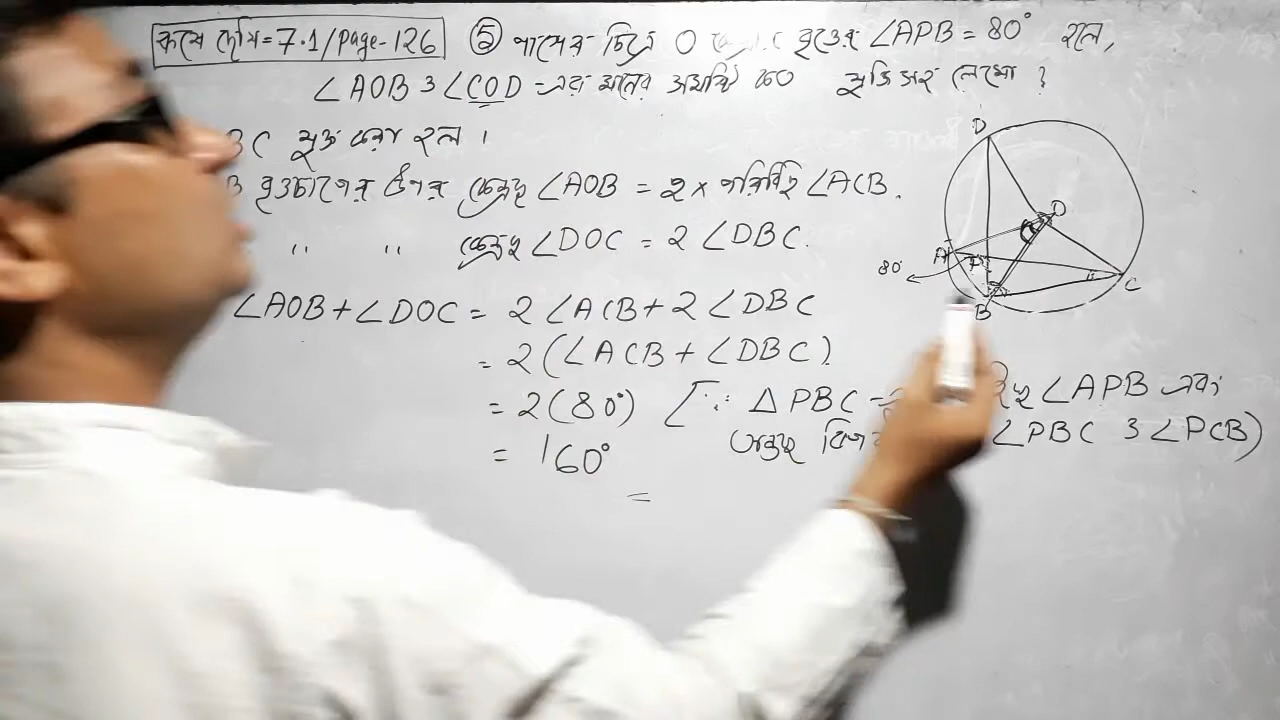 কষে দেখি = 7.1 / Page-126
⑤ পাশের চিত্রে O বৃত্তের ∠APB = 80° হলে,
∠AOB ও ∠COD -এর মানের সমষ্টি কত যুক্তিসহ লেখো ?
BC যুক্ত করা হল ।
B বৃত্তচাপের উপর কেন্দ্রস্থ ∠AOB = 2 × পরিধিস্থ ∠ACB.
,, ,, কেন্দ্রস্থ ∠DOC = 2 ∠DBC.
∠AOB + ∠DOC = 2 ∠ACB + 2 ∠DBC
= 2 (∠ACB + ∠DBC).
= 2 (80°) [∵ △PBC ∠APB এবং
= 160° অন্তঃস্থ ∠PBC ও ∠PCB)
=
D
O
A
80°
B
C